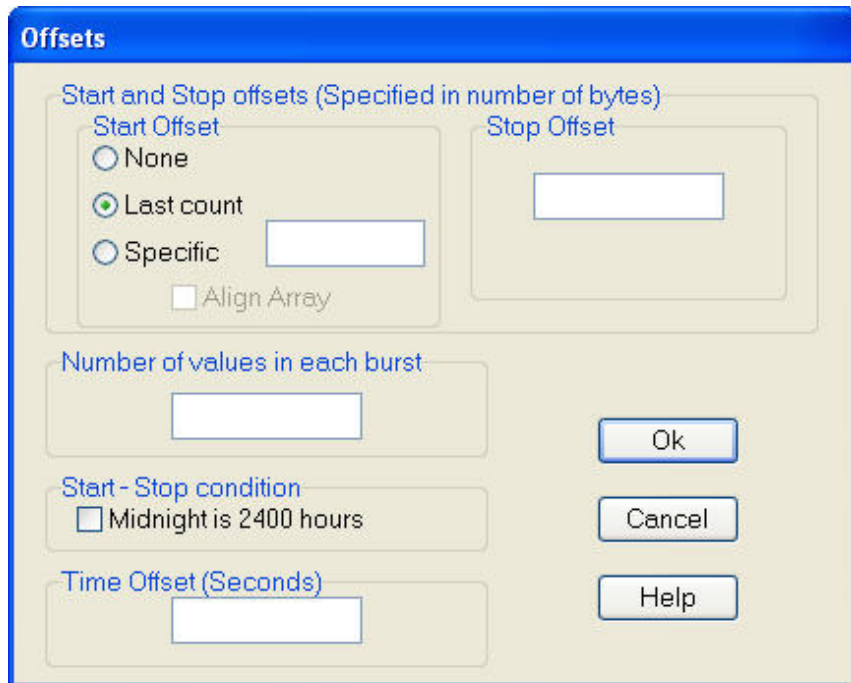 Offsets
Start and Stop offsets (Specified in number of bytes)
Start Offset
None
Last count
Specific
Align Array
Stop Offset
Number of values in each burst
Start - Stop condition
Midnight is 2400 hours
Time Offset (Seconds)
Ok
Cancel
Help